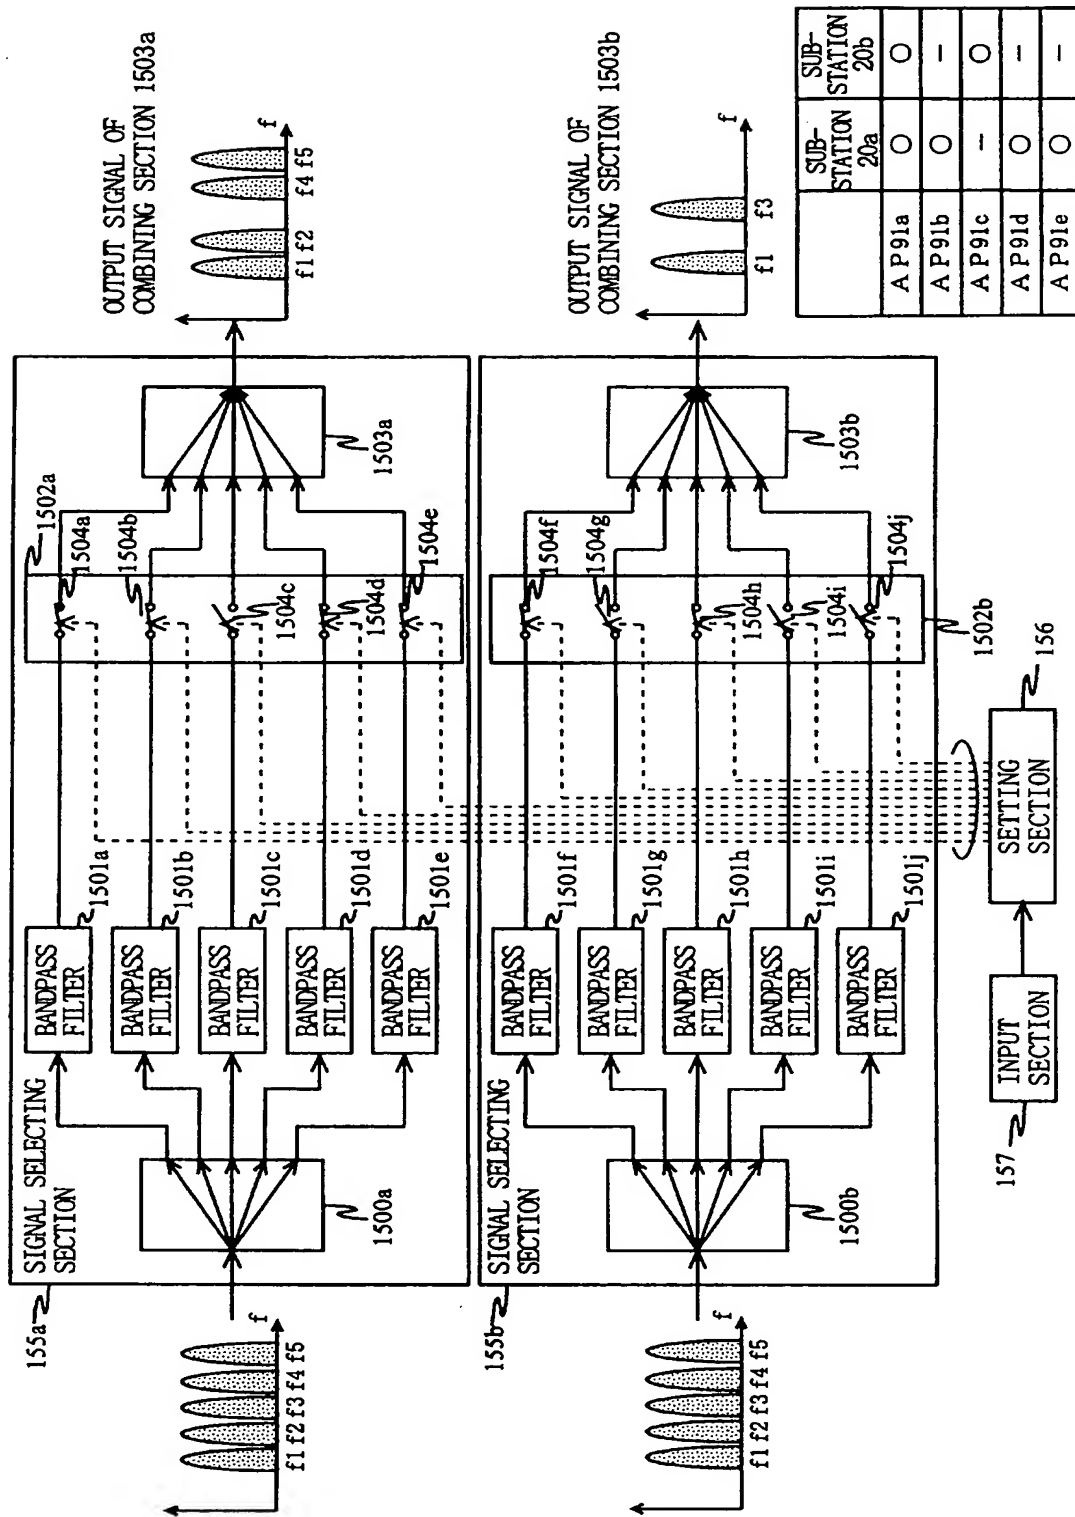 155a
SIGNAL SELECTING
SECTION
f
f1 f2 f3 f4 f5
1500a
BANDPASS
FILTER
1501a
BANDPASS
FILTER
1501b
BANDPASS
FILTER
1501c
BANDPASS
FILTER
1501d
BANDPASS
FILTER
1501e
1502a
1504a
1504b
1504c
1504d
1504e
1503a
OUTPUT SIGNAL OF
COMBINING SECTION 1503a
f
f1 f2 f4 f5
155b
SIGNAL SELECTING
SECTION
f
f1 f2 f3 f4 f5
1500b
BANDPASS
FILTER
1501f
BANDPASS
FILTER
1501g
BANDPASS
FILTER
1501h
BANDPASS
FILTER
1501i
BANDPASS
FILTER
1501j
1504f
1504g
1504h
1504i
1504j
1502b
1503b
OUTPUT SIGNAL OF
COMBINING SECTION 1503b
f
f1 f3
157
INPUT
SECTION
156
SETTING
SECTION
SUB-
STATION
20a
SUB-
STATION
20b
AP91a ○ ○
AP91b ○ –
AP91c – ○
AP91d ○ –
AP91e ○ –